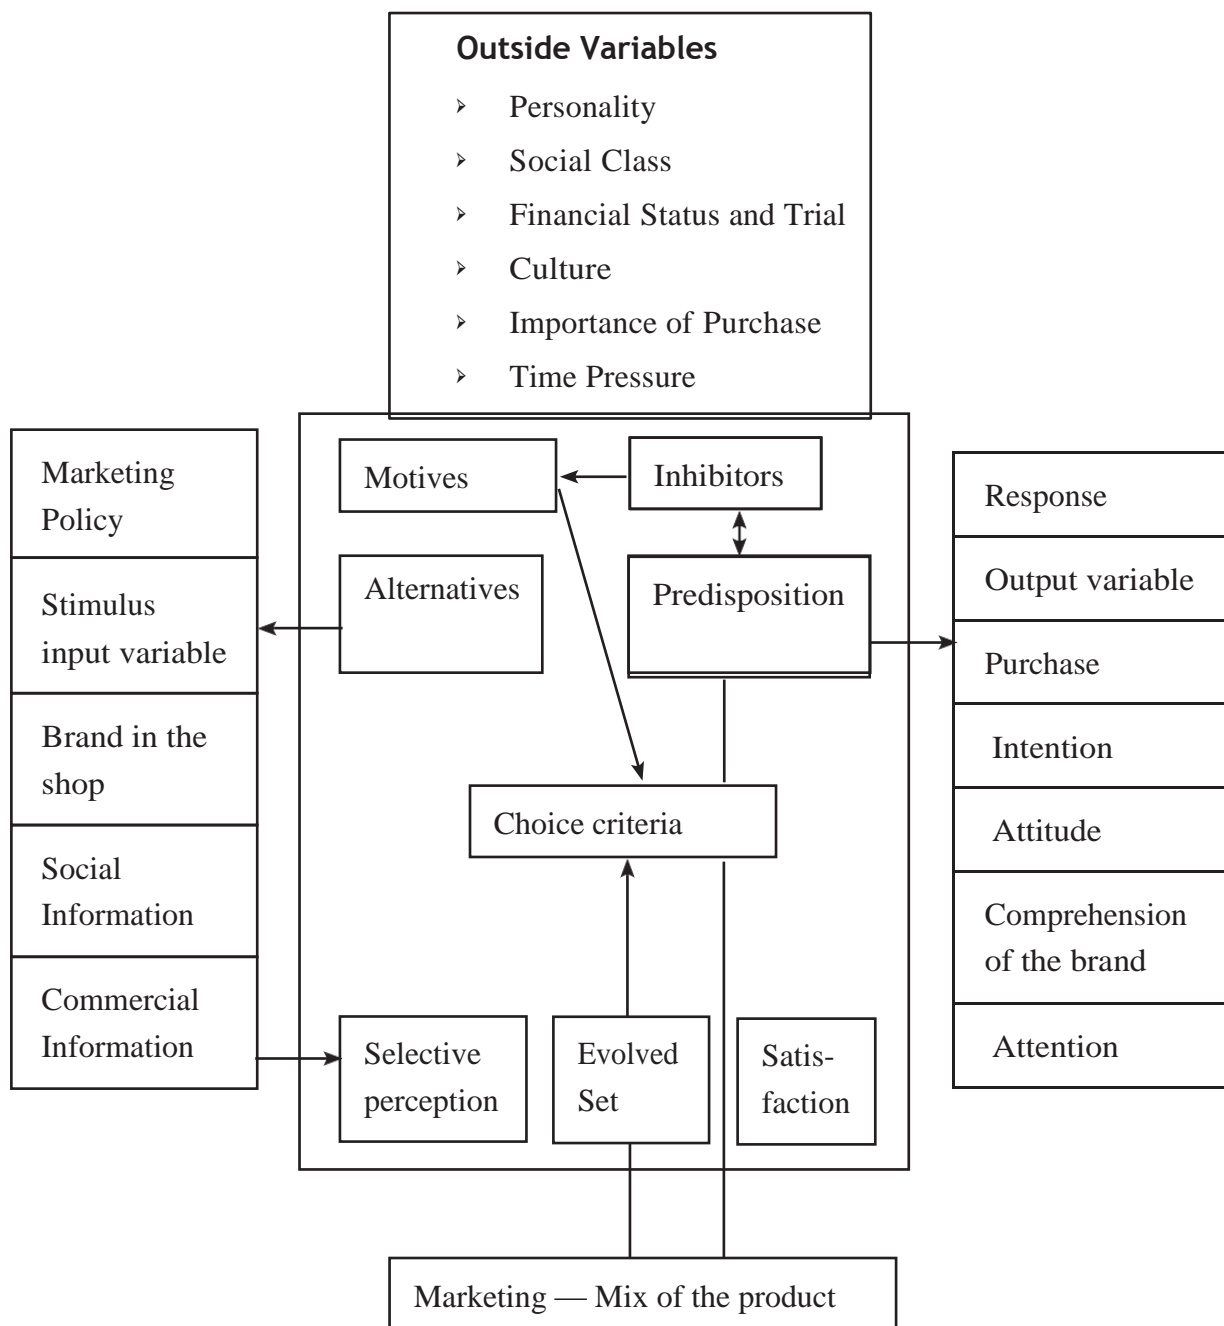 Outside Variables
Personality
Social Class
Financial Status and Trial
Culture
Importance of Purchase
Time Pressure
Marketing
Policy
Stimulus
input variable
Brand in the
shop
Social
Information
Commercial
Information
Motives
Inhibitors
Alternatives
Predisposition
Choice criteria
Selective
perception
Evolved
Set
Satis-
faction
Response
Output variable
Purchase
Intention
Attitude
Comprehension
of the brand
Attention
Marketing — Mix of the product